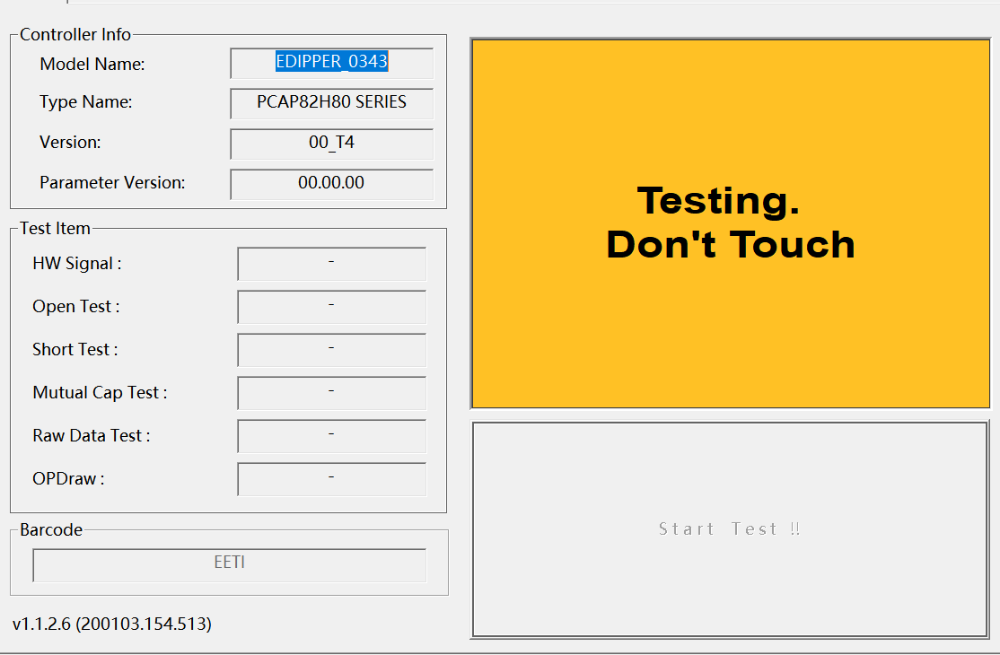 Controller Info
Model Name: EDIPPER_0343
Type Name: PCAP82H80 SERIES
Version: 00_T4
Parameter Version: 00.00.00
Test Item
HW Signal : -
Open Test : -
Short Test : -
Mutual Cap Test : -
Raw Data Test : -
OPDraw : -
Barcode
EETI
v1.1.2.6 (200103.154.513)
Testing.
Don't Touch
Start Test !!